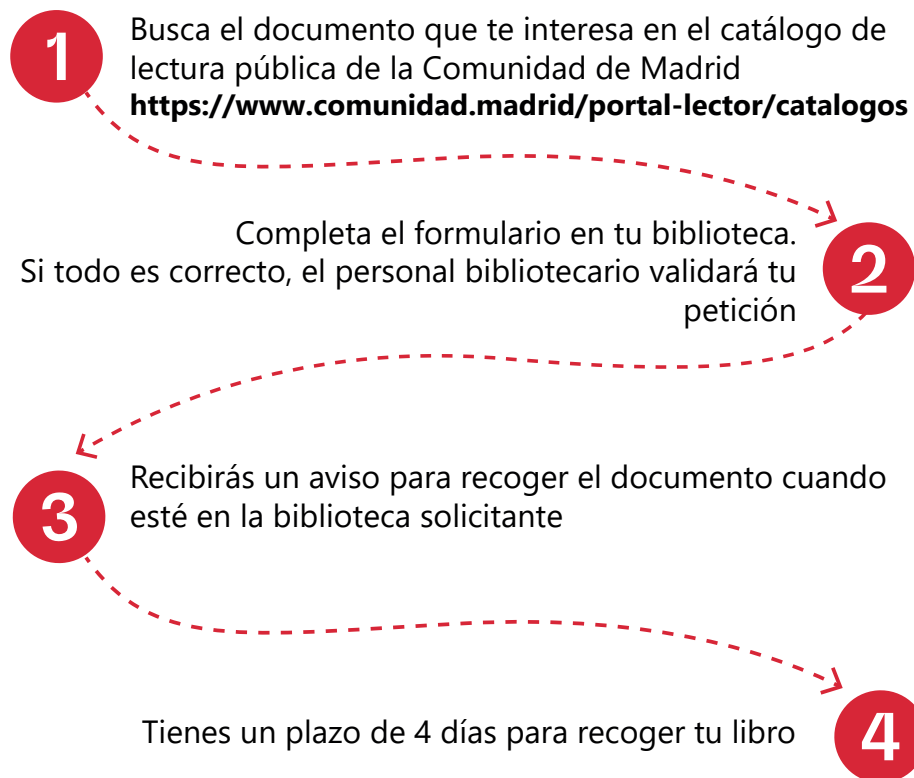 1
Busca el documento que te interesa en el catálogo de
lectura pública de la Comunidad de Madrid
https://www.comunidad.madrid/portal-lector/catalogos
Completa el formulario en tu biblioteca.
Si todo es correcto, el personal bibliotecario validará tu
petición
2
3
Recibirás un aviso para recoger el documento cuando
esté en la biblioteca solicitante
Tienes un plazo de 4 días para recoger tu libro
4